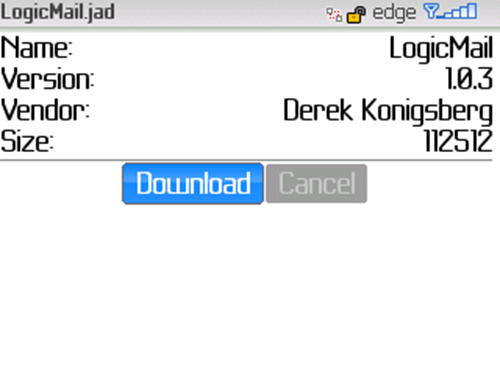 LogicMail.jad edge
Name: LogicMail
Version: 1.0.3
Vendor: Derek Konigsberg
Size: 112512
Download Cancel